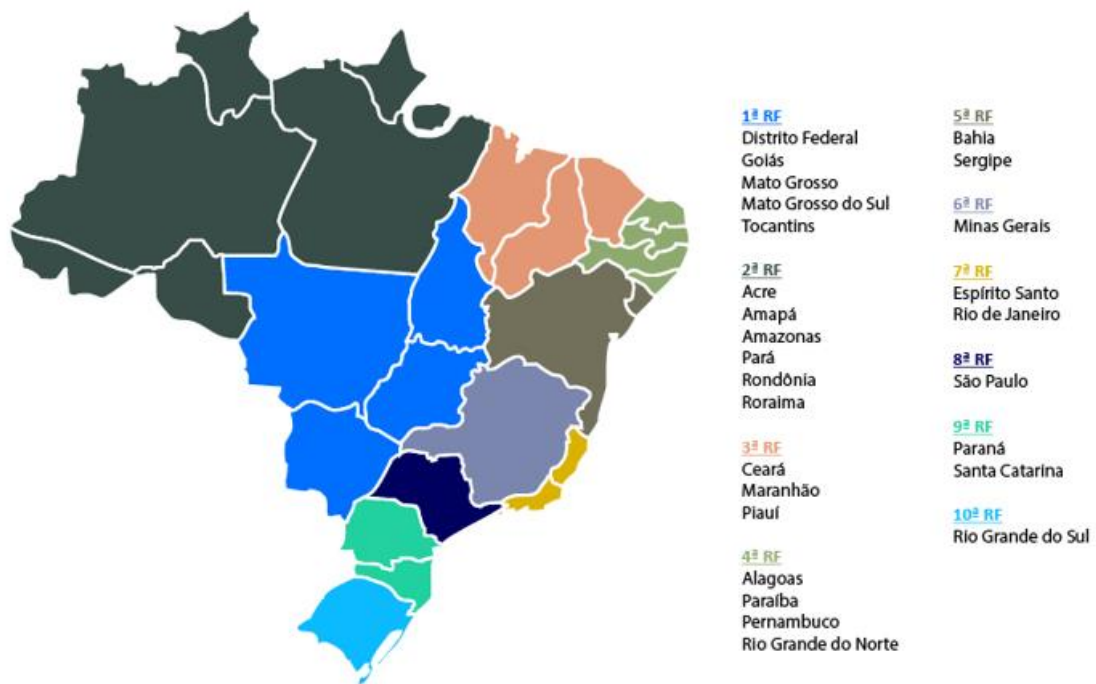 1ª RF
Distrito Federal
Goiás
Mato Grosso
Mato Grosso do Sul
Tocantins
2ª RF
Acre
Amapá
Amazonas
Pará
Rondônia
Roraima
3ª RF
Ceará
Maranhão
Piauí
4ª RF
Alagoas
Paraíba
Pernambuco
Rio Grande do Norte
5ª RF
Bahia
Sergipe
6ª RF
Minas Gerais
7ª RF
Espírito Santo
Rio de Janeiro
8ª RF
São Paulo
9ª RF
Paraná
Santa Catarina
10ª RF
Rio Grande do Sul